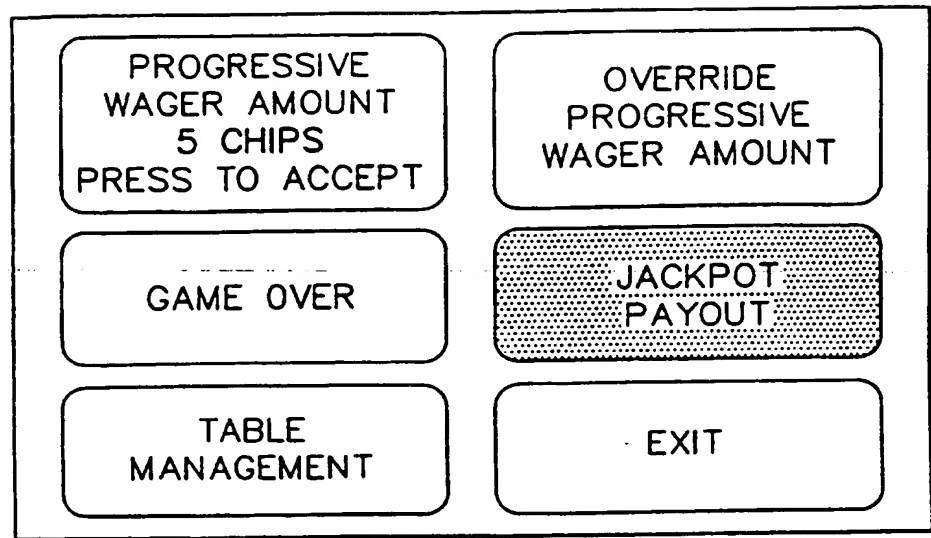 PROGRESSIVE
WAGER AMOUNT
5 CHIPS
PRESS TO ACCEPT
OVERRIDE
PROGRESSIVE
WAGER AMOUNT
GAME OVER
JACKPOT
PAYOUT
TABLE
MANAGEMENT
EXIT